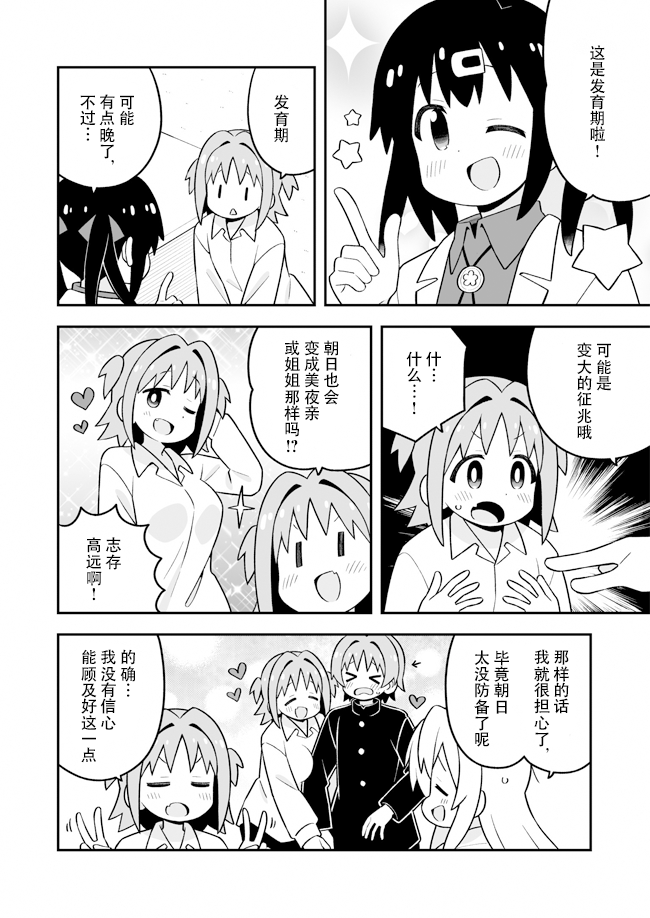 这是发育期啦！
发育期
可能
有点晚了，
不过…
可能是
变大的征兆哦
什…
什么…！
朝日也会
变成美夜亲
或姐姐那样吗！？
志存
高远啊！
那样的话
我就很担心了，
毕竟朝日
太没防备了呢
的确…
我没有信心
能顾及好这一点